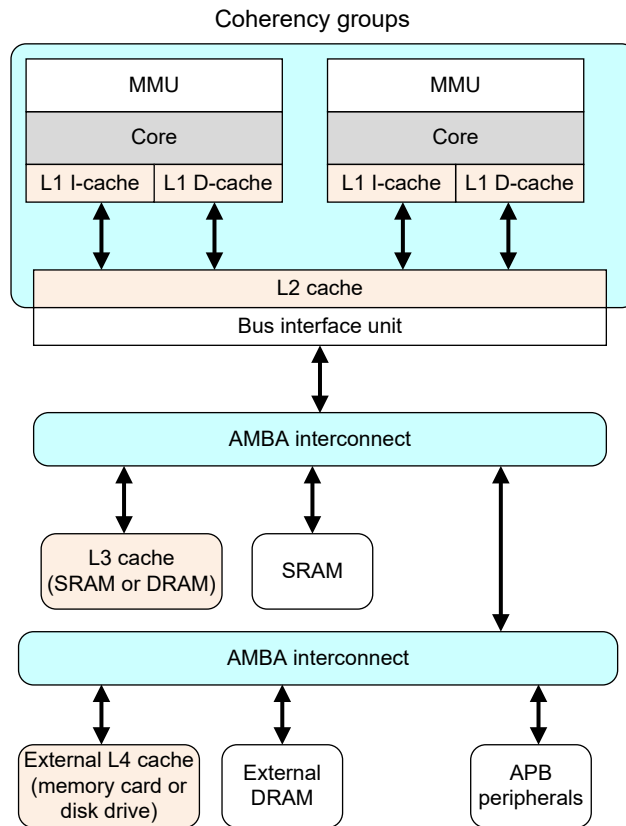 Coherency groups
MMU
Core
L1 I-cache
L1 D-cache
MMU
Core
L1 I-cache
L1 D-cache
L2 cache
Bus interface unit
AMBA interconnect
L3 cache
(SRAM or DRAM)
SRAM
AMBA interconnect
External L4 cache
(memory card or
disk drive)
External
DRAM
APB
peripherals